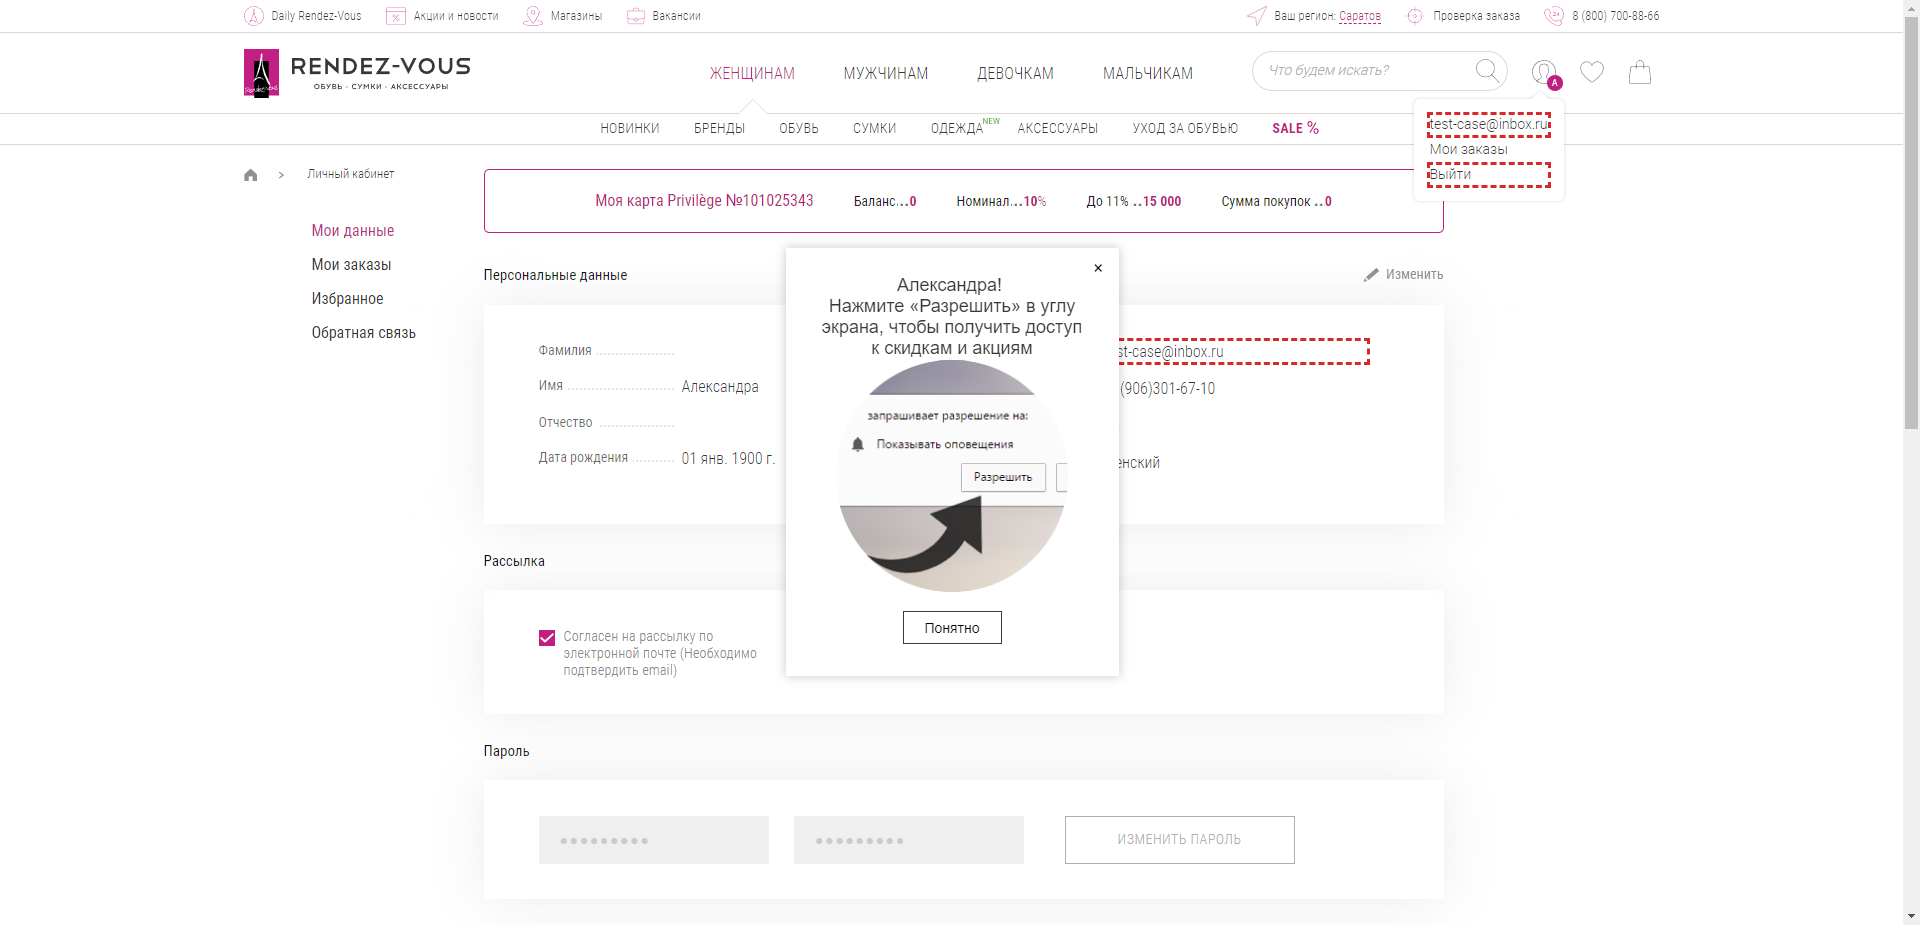 Daily Rendez-Vous
Акции и новости
Магазины
Вакансии
Ваш регион: Саратов
Проверка заказа
8 (800) 700-88-66
Rendez-Vous
RENDEZ-VOUS
ОБУВЬ · СУМКИ · АКСЕССУАРЫ
ЖЕНЩИНАМ
МУЖЧИНАМ
ДЕВОЧКАМ
МАЛЬЧИКАМ
Что будем искать?
A
НОВИНКИ
БРЕНДЫ
ОБУВЬ
СУМКИ
ОДЕЖДА NEW
АКСЕССУАРЫ
УХОД ЗА ОБУВЬЮ
SALE %
test-case@inbox.ru
Мои заказы
Выйти
> Личный кабинет
Моя карта Privilège №101025343
Баланс...0
Номинал...10%
До 11% ..15 000
Сумма покупок ..0
Мои данные
Мои заказы
Избранное
Обратная связь
Персональные данные
Изменить
Фамилия
Имя Александра
Отчество
Дата рождения 01 янв. 1900 г.
st-case@inbox.ru
(906)301-67-10
енский
×
Александра!
Нажмите «Разрешить» в углу
экрана, чтобы получить доступ
к скидкам и акциям
запрашивает разрешение на:
Показывать оповещения
Разрешить
Понятно
Рассылка
Согласен на рассылку по
электронной почте (Необходимо
подтвердить email)
Пароль
ИЗМЕНИТЬ ПАРОЛЬ